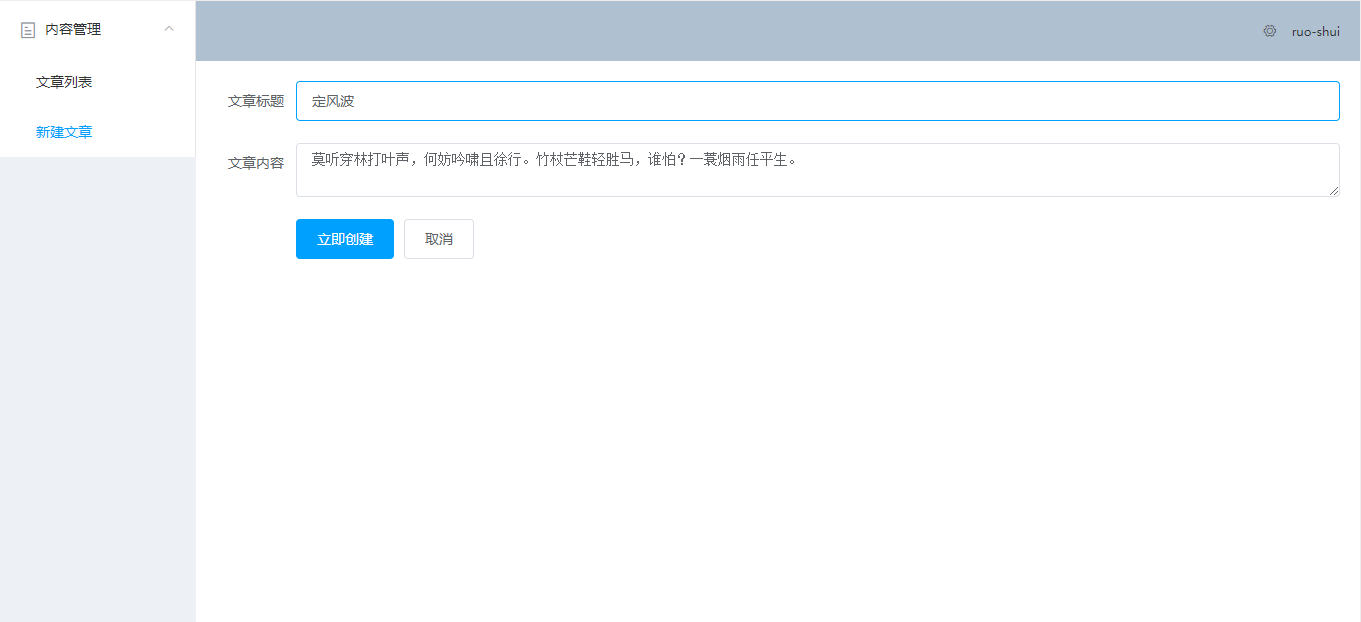 内容管理
ruo-shui
文章列表
新建文章
文章标题 定风波
文章内容 莫听穿林打叶声，何妨吟啸且徐行。竹杖芒鞋轻胜马，谁怕？一蓑烟雨任平生。
立即创建 取消